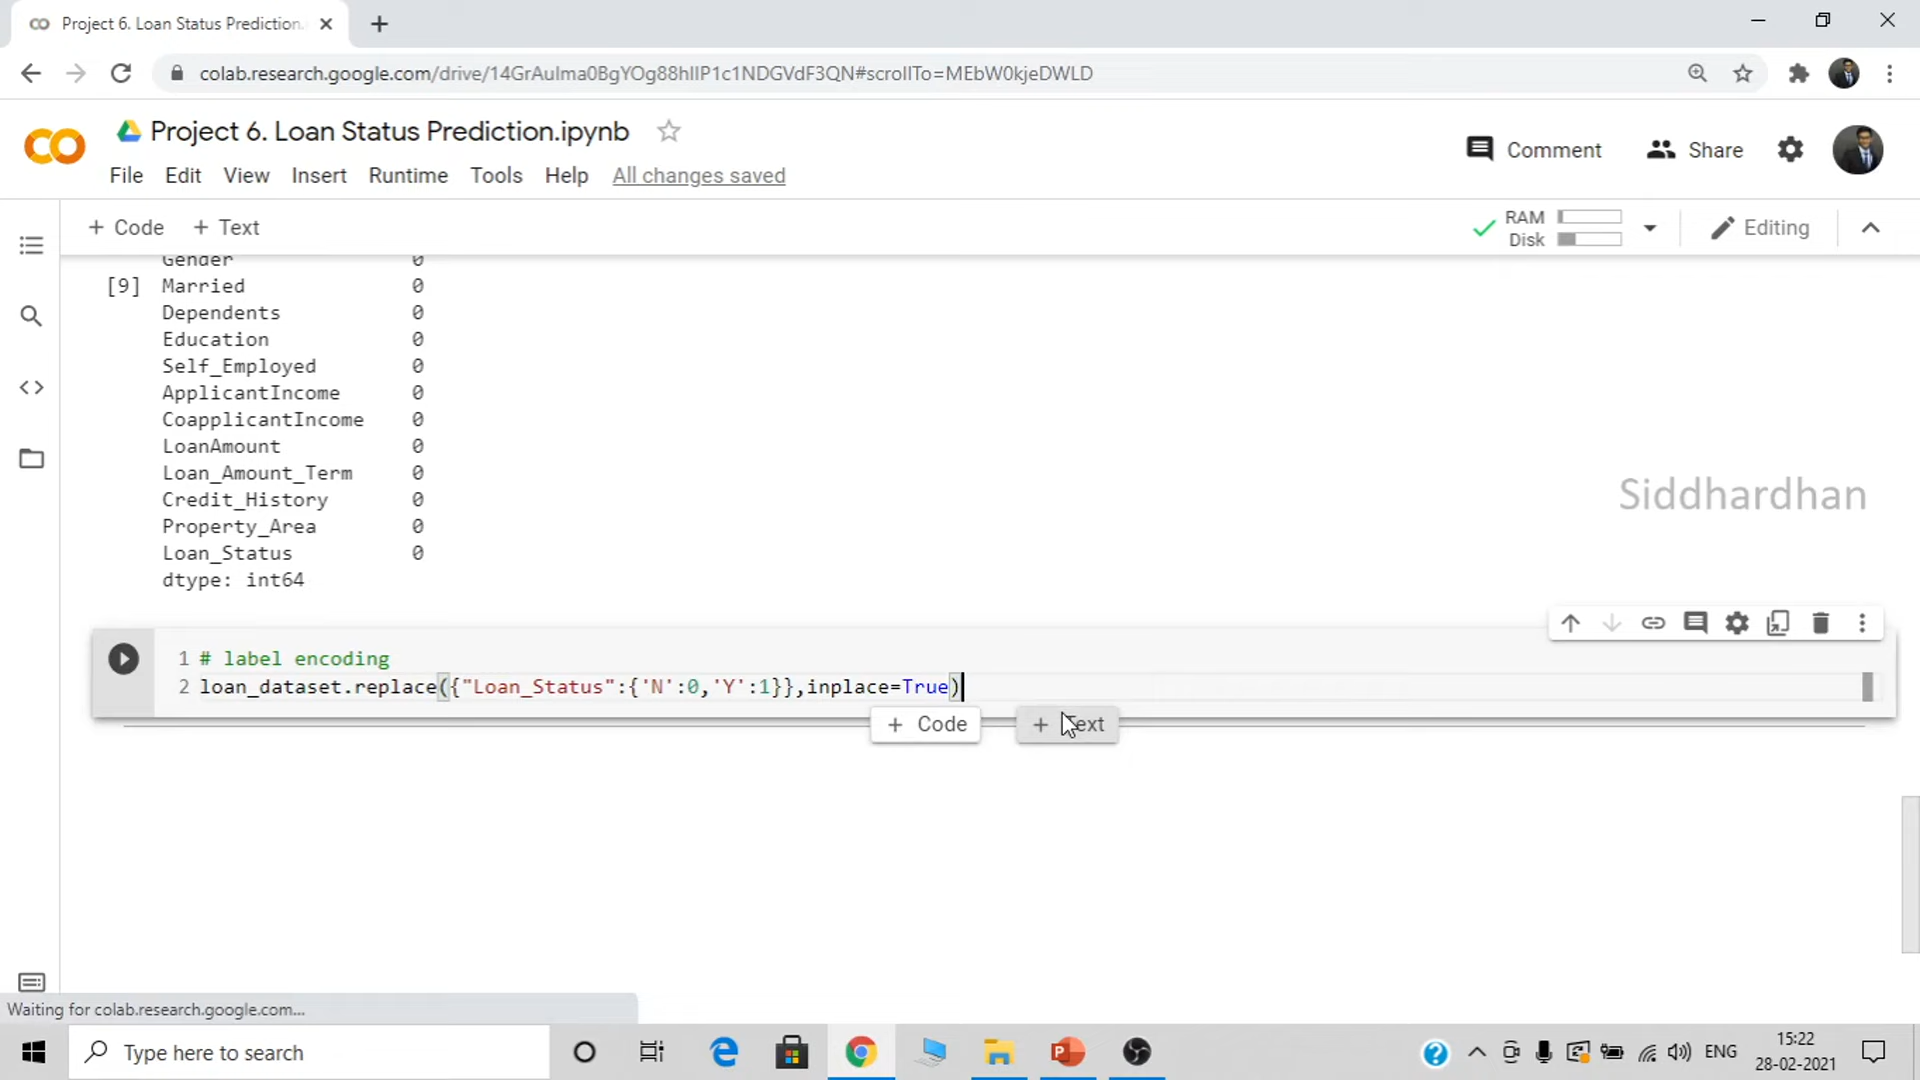 Project 6. Loan Status Prediction.
colab.research.google.com/drive/14GrAulma0BgYOg88hIIP1c1NDGVdF3QN#scrollTo=MEbW0kjeDWLD
CO Project 6. Loan Status Prediction.ipynb
Comment Share
File Edit View Insert Runtime Tools Help All changes saved
+ Code + Text
RAM
Disk
Editing
Gender 0
[9] Married 0
Dependents 0
Education 0
Self_Employed 0
ApplicantIncome 0
CoapplicantIncome 0
LoanAmount 0
Loan_Amount_Term 0
Credit_History 0
Property_Area 0
Loan_Status 0
dtype: int64
Siddhardhan
1 # label encoding
2 loan_dataset.replace({"Loan_Status":{'N':0,'Y':1}},inplace=True)
+ Code + Text
Waiting for colab.research.google.com...
Type here to search
ENG
15:22
28-02-2021